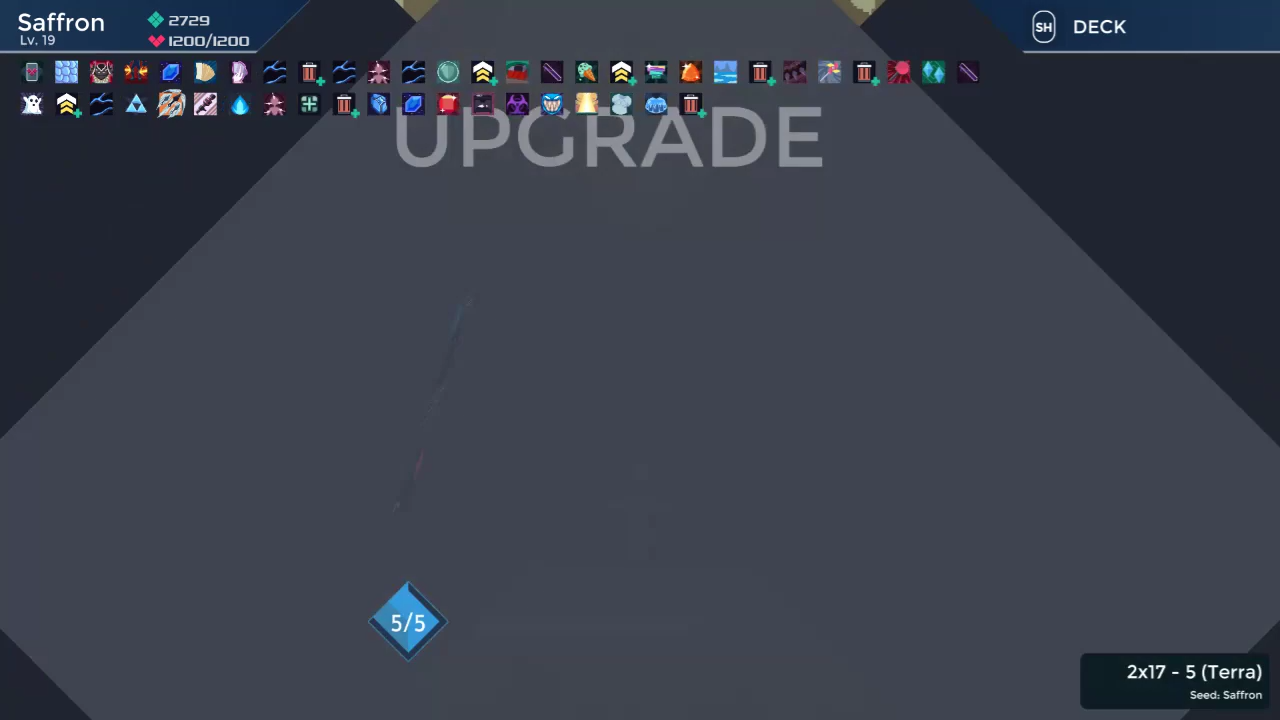 Saffron
Lv. 19
2729
1200/1200
SH DECK
UPGRADE
5/5
2x17 - 5 (Terra)
Seed: Saffron